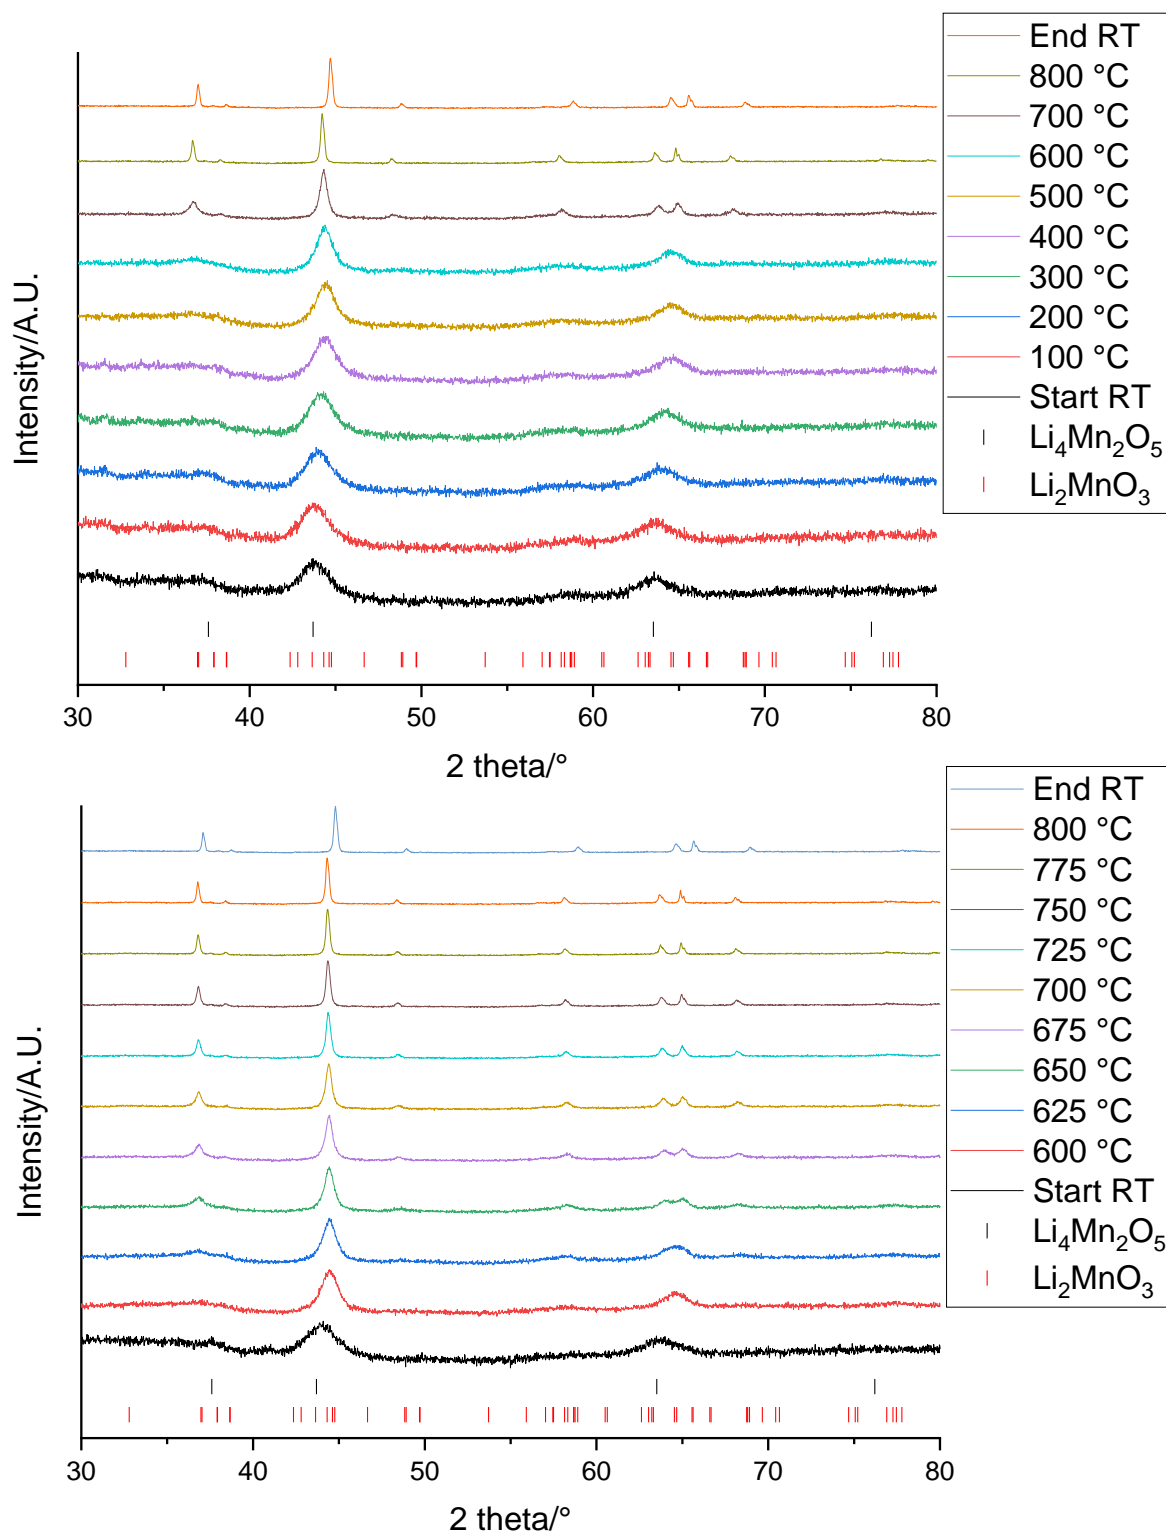 End RT
800 °C
700 °C
600 °C
500 °C
400 °C
300 °C
200 °C
100 °C
Start RT
Li₄Mn₂O₅
Li₂MnO₃
Intensity/A.U.
30 40 50 60 70 80
2 theta/°
End RT
800 °C
775 °C
750 °C
725 °C
700 °C
675 °C
650 °C
625 °C
600 °C
Start RT
Li₄Mn₂O₅
Li₂MnO₃
Intensity/A.U.
30 40 50 60 70 80
2 theta/°